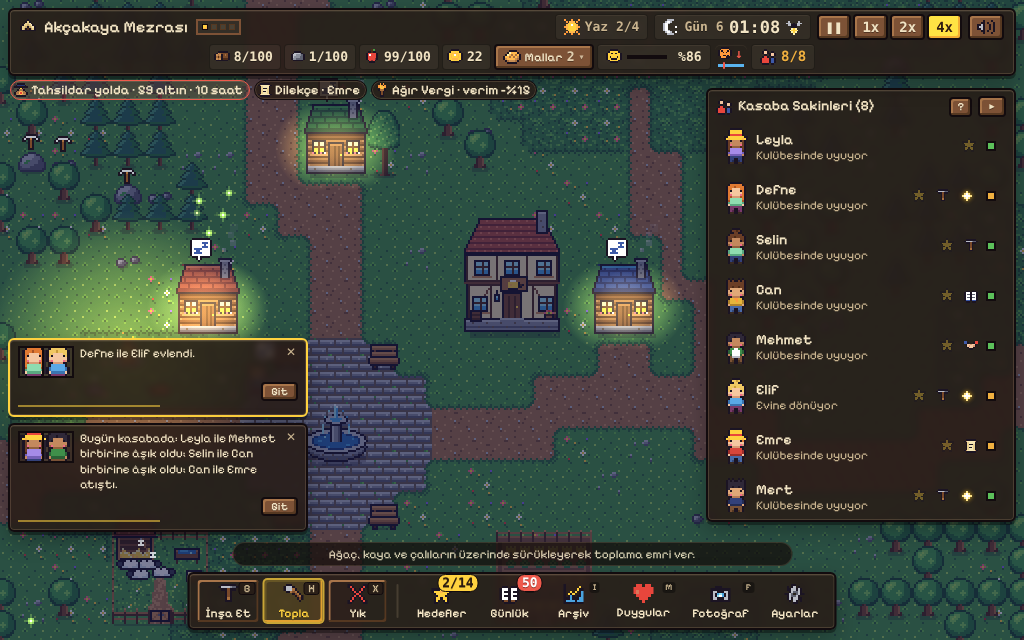 Akçakaya Mezrası
Yaz 2/4
Gün 6 01:08
1x
2x
4x
8/100
1/100
99/100
22
Mallar 2
%86
8/8
Tahsildar yolda · 89 altın · 10 saat
Dilekçe · Emre
Ağır Vergi · verim -%18
Kasaba Sakinleri (8)
?
Leyla
Kulübesinde uyuyor
Defne
Kulübesinde uyuyor
Selin
Kulübesinde uyuyor
Can
Kulübesinde uyuyor
Mehmet
Kulübesinde uyuyor
Elif
Evine dönüyor
Emre
Kulübesinde uyuyor
Mert
Kulübesinde uyuyor
Defne ile Elif evlendi.
Git
Bugün kasabada: Leyla ile Mehmet
birbirine âşık oldu; Selin ile Can
birbirine âşık oldu; Can ile Emre
atıştı.
Git
Ağaç, kaya ve çalıların üzerinde sürükleyerek toplama emri ver.
İnşa Et
B
Topla
H
Yık
X
Hedefler
2/14
Günlük
50
Arşiv
I
Duygular
M
Fotoğraf
F
Ayarlar